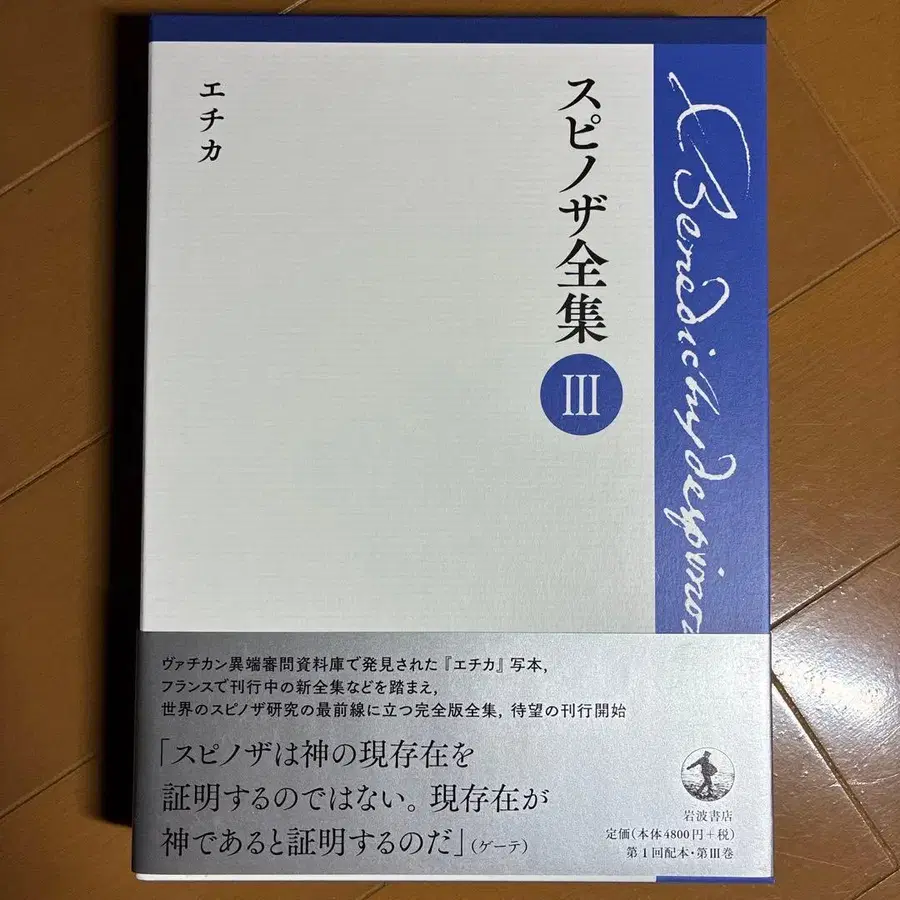 スピノザ全集
III
エチカ
Benedictus despinoz
ヴァチカン異端審問資料庫で発見された『エチカ』写本,
フランスで刊行中の新全集などを踏まえ,
世界のスピノザ研究の最前線に立つ完全版全集, 待望の刊行開始
「スピノザは神の現存在を
証明するのではない。現存在が
神であると証明するのだ」(ゲーテ)
岩波書店
定価(本体4800円+税)
第1回配本・第III巻